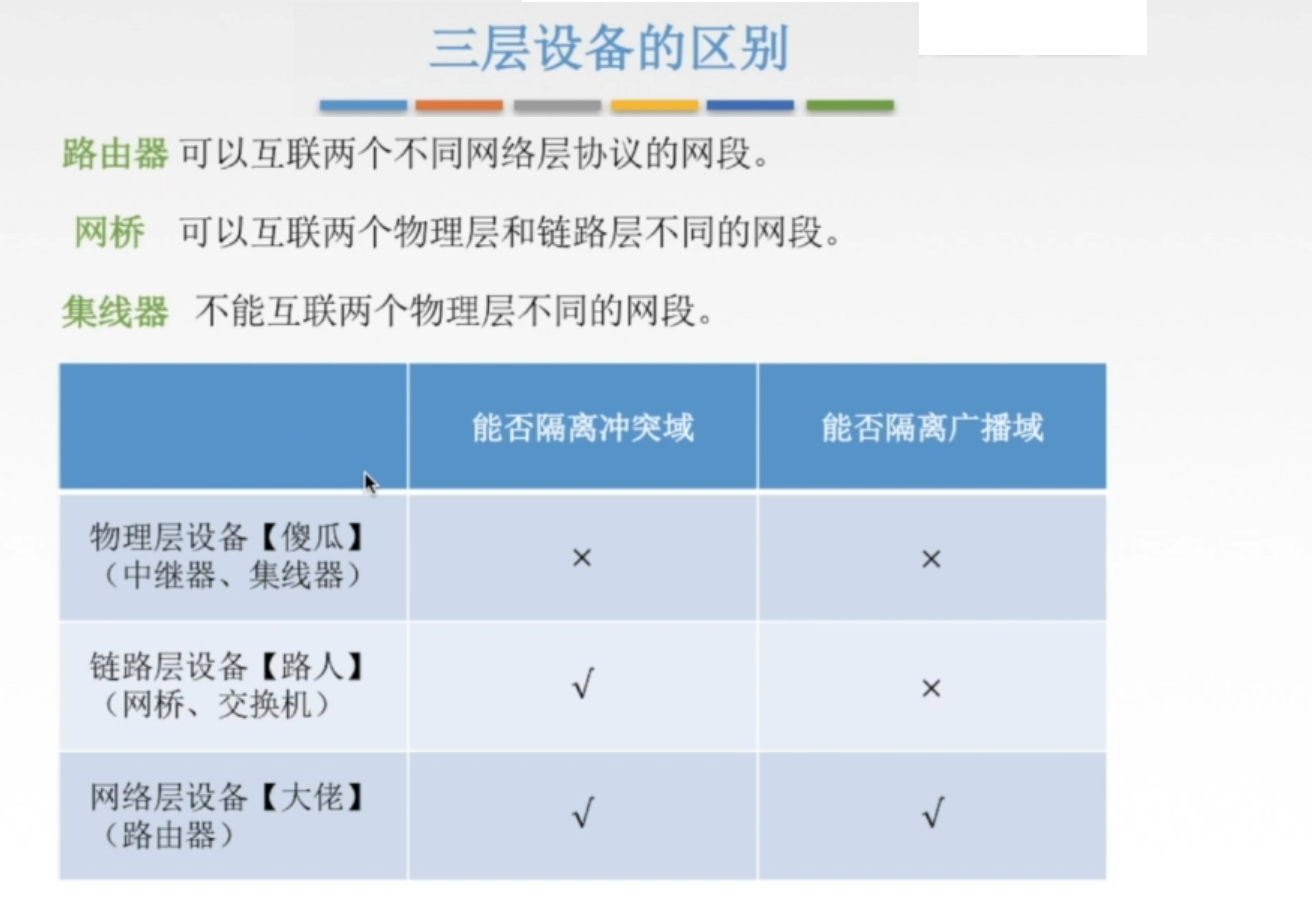 三层设备的区别
路由器 可以互联两个不同网络层协议的网段。
网桥 可以互联两个物理层和链路层不同的网段。
集线器 不能互联两个物理层不同的网段。
能否隔离冲突域 能否隔离广播域
物理层设备【傻瓜】
（中继器、集线器） × ×
链路层设备【路人】
（网桥、交换机） √ ×
网络层设备【大佬】
（路由器） √ √